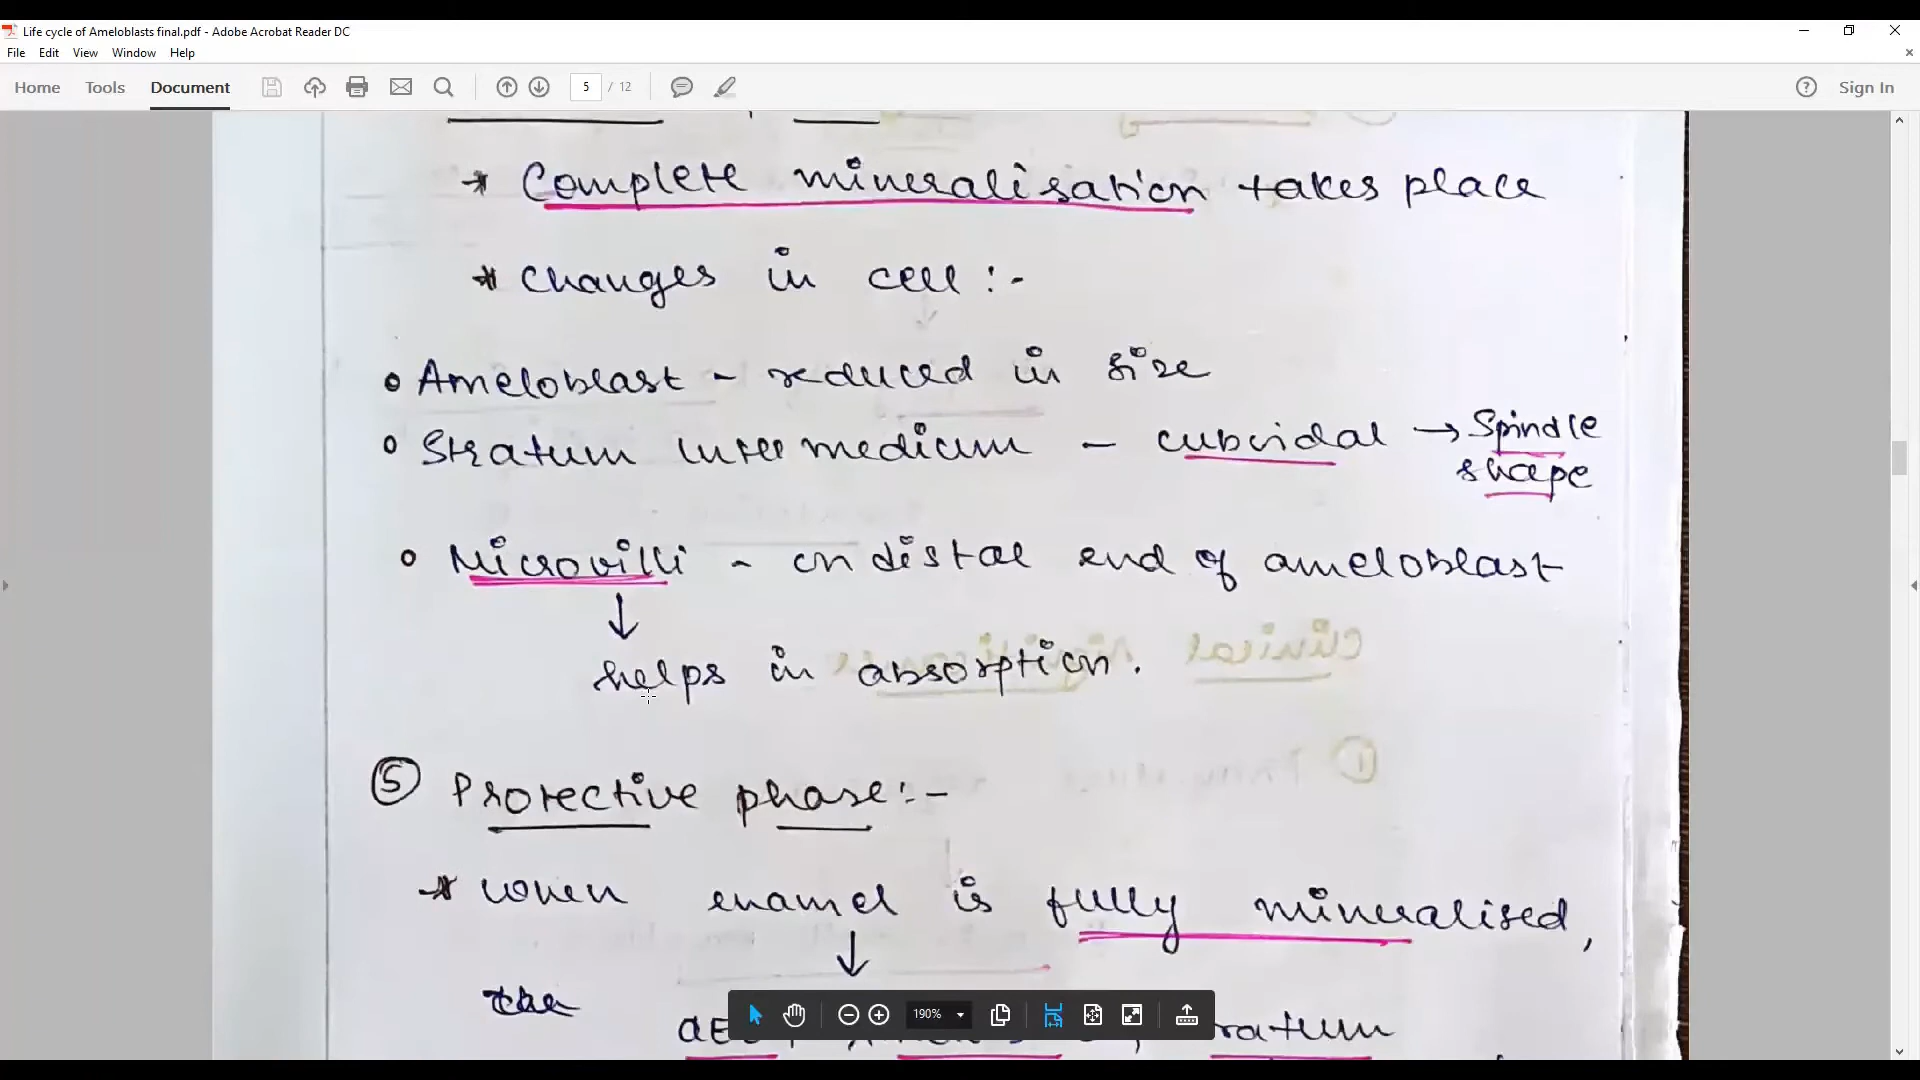 Life cycle of Ameloblasts final.pdf - Adobe Acrobat Reader DC
File Edit View Window Help
Home Tools Document 5 / 12 Sign In
* Complete mineralisation takes place
* Changes in cell :-
Ameloblast - reduced in size
Stratum intermedium - cuboidal → Spindle
shape
Microvilli - on distal end of ameloblast
↓
helps in absorption.
⑤ Protective phase :-
* when enamel is fully mineralised,
↓
the
190%